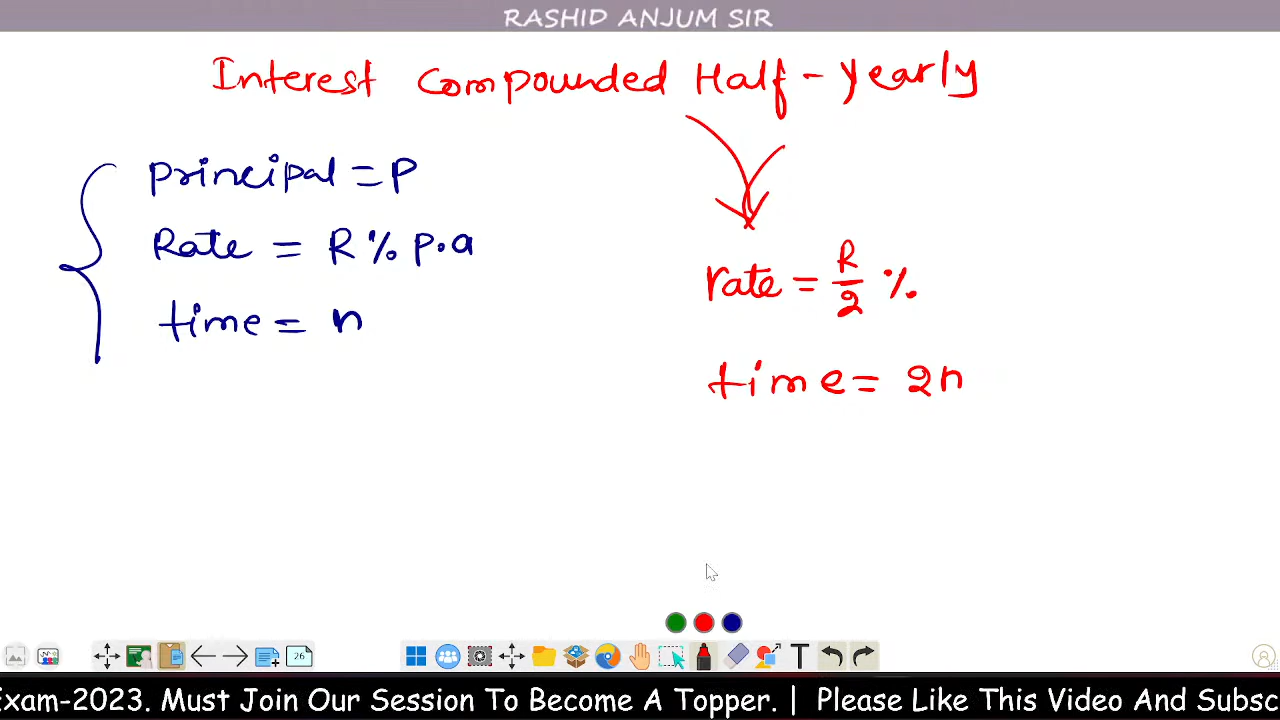 RASHID ANJUM SIR
Interest Compounded Half-yearly
Principal = P
Rate = R % p.a
time = n
rate = R/2 %
time = 2n
26
T
Exam-2023. Must Join Our Session To Become A Topper. | Please Like This Video And Subsc